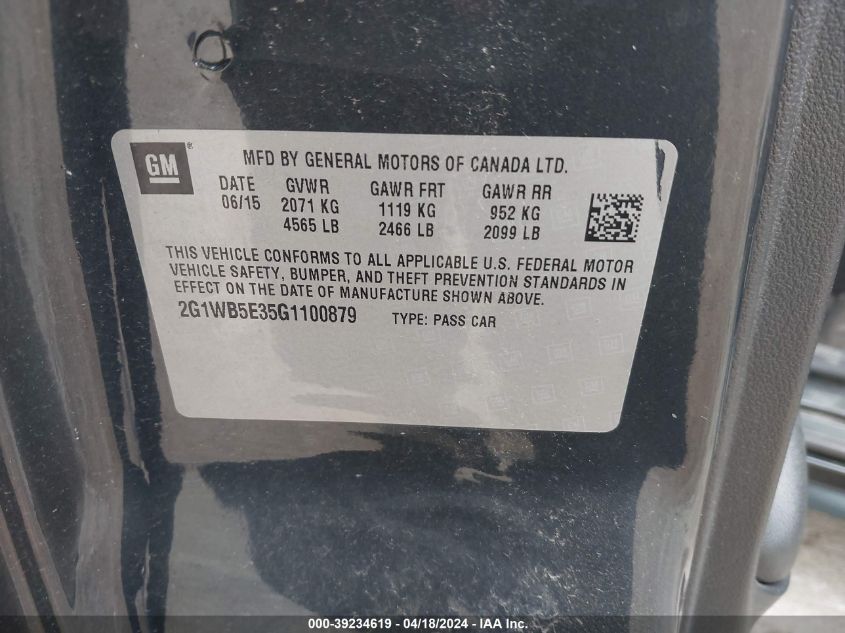 GM ®
MFD BY GENERAL MOTORS OF CANADA LTD.
DATE GVWR GAWR FRT GAWR RR
06/15 2071 KG 1119 KG 952 KG
4565 LB 2466 LB 2099 LB
THIS VEHICLE CONFORMS TO ALL APPLICABLE U.S. FEDERAL MOTOR
VEHICLE SAFETY, BUMPER, AND THEFT PREVENTION STANDARDS IN
EFFECT ON THE DATE OF MANUFACTURE SHOWN ABOVE.
2G1WB5E35G1100879 TYPE: PASS CAR
000-39234619 - 04/18/2024 - IAA Inc.